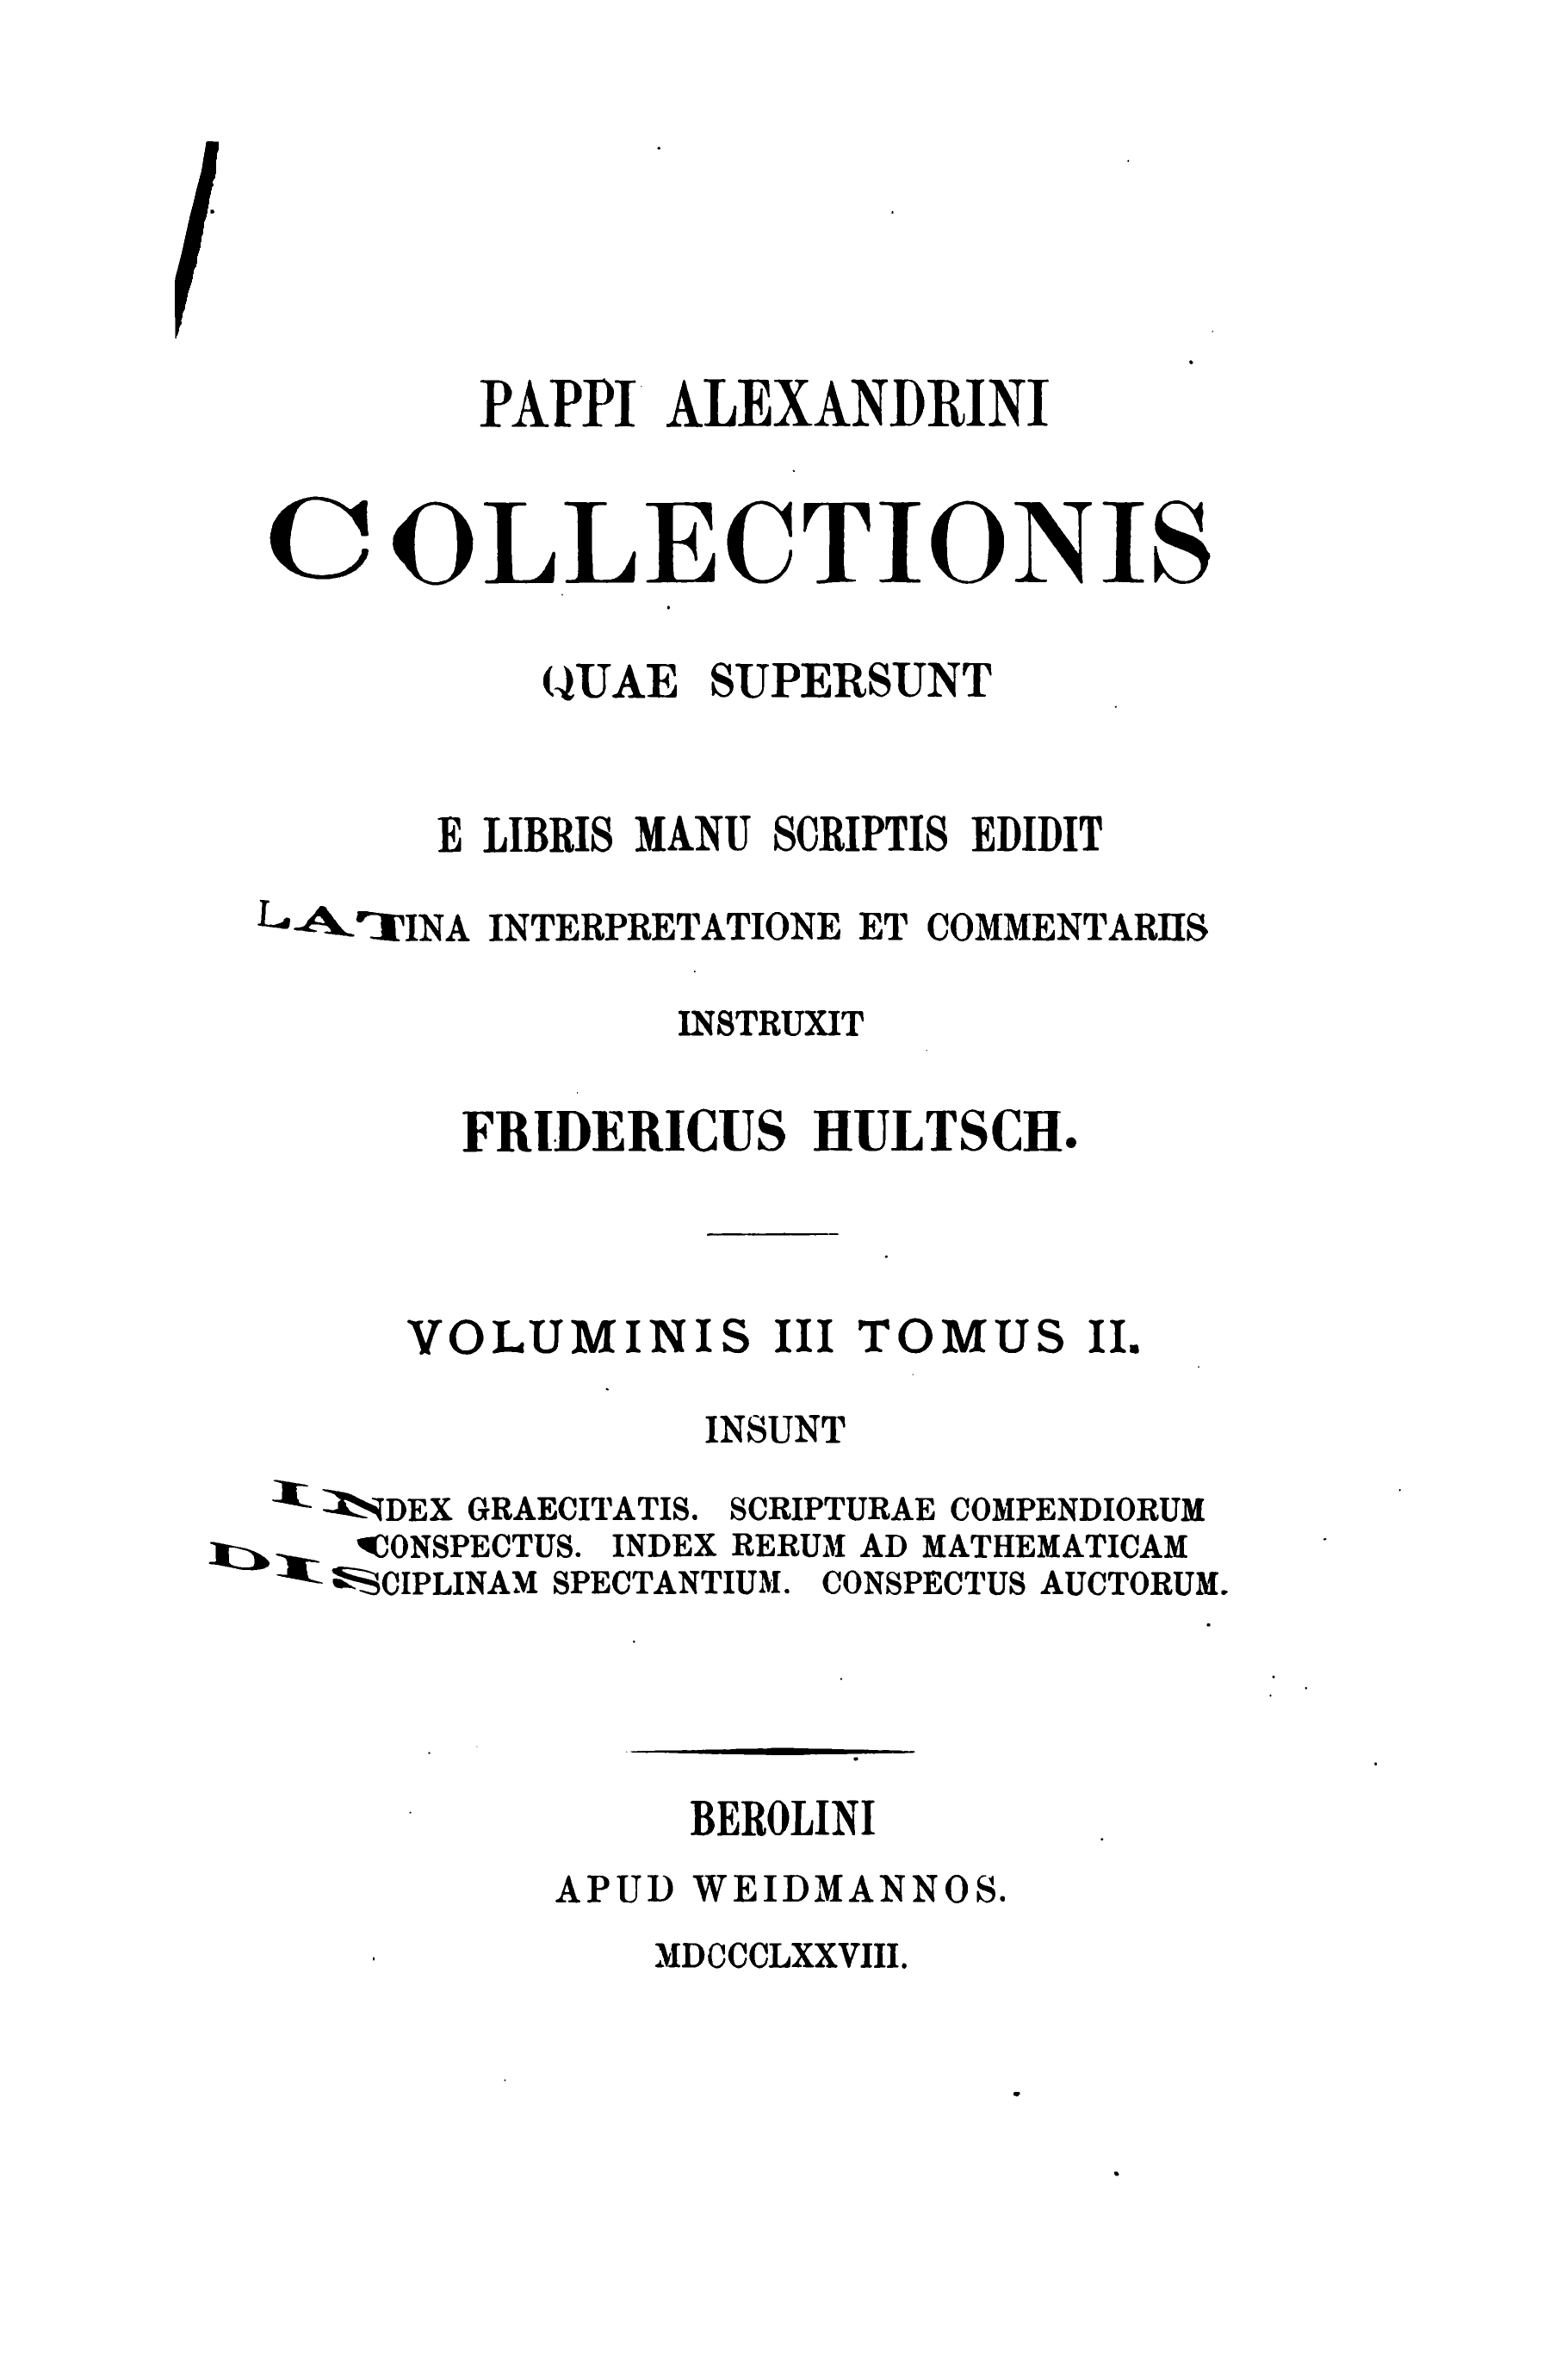 PAPPI ALEXANDRINI
COLLECTIONIS
QUAE SUPERSUNT
E LIBRIS MANU SCRIPTIS EDIDIT
LATINA INTERPRETATIONE ET COMMENTARIIS
INSTRUXIT
FRIDERICUS HULTSCH.
VOLUMINIS III TOMUS II.
INSUNT
INDEX GRAECITATIS. SCRIPTURAE COMPENDIORUM
CONSPECTUS. INDEX RERUM AD MATHEMATICAM
DISCIPLINAM SPECTANTIUM. CONSPECTUS AUCTORUM.
BEROLINI
APUD WEIDMANNOS.
MDCCCLXXVIII.